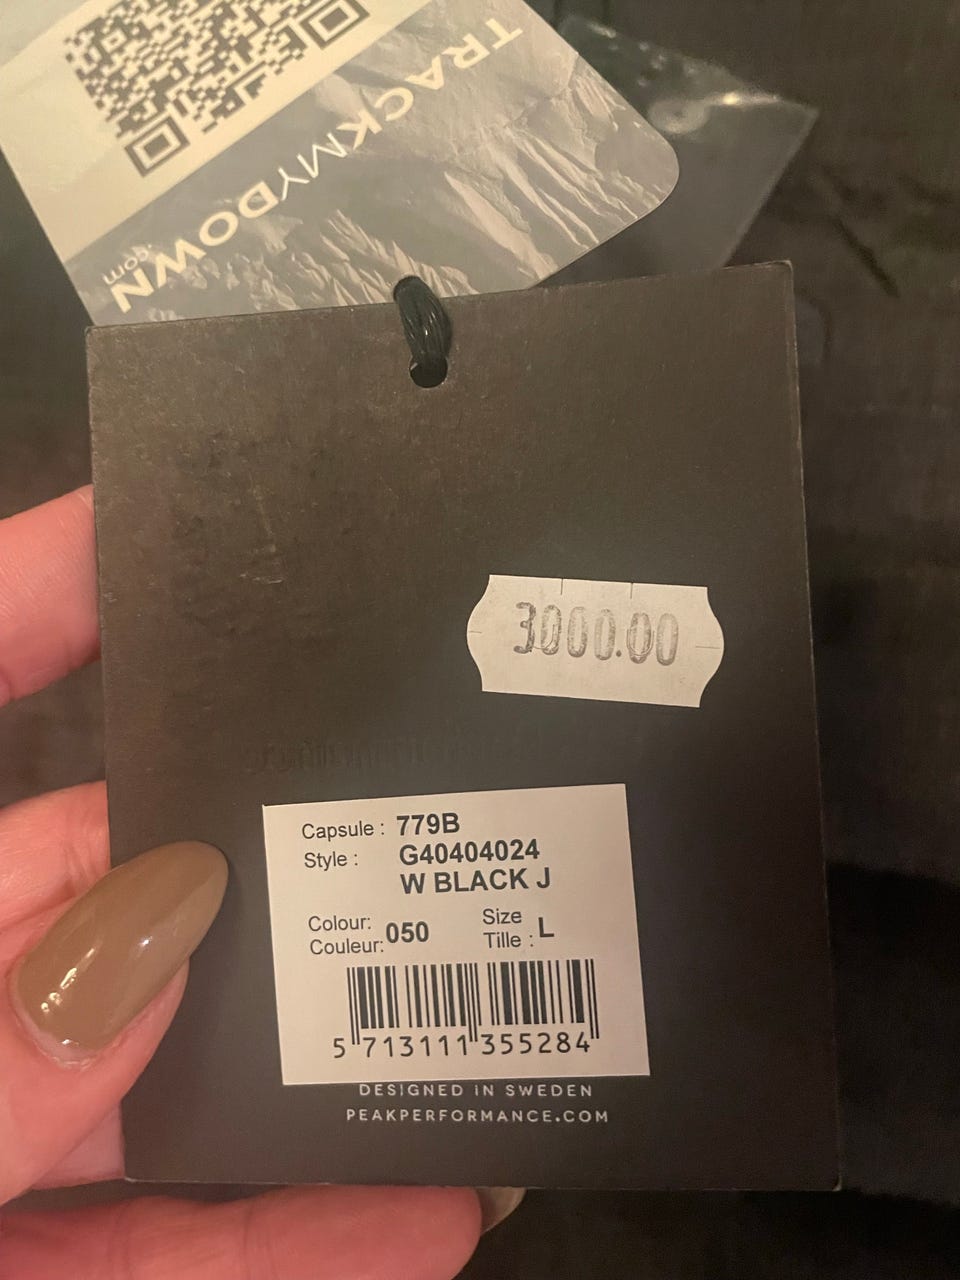 TRACKMYDOWN
.com
3000.00
Capsule : 779B
Style : G40404024
W BLACK J
Colour: 050
Couleur:
Size L
Tille :
5 713111 355284
DESIGNED IN SWEDEN
PEAKPERFORMANCE.COM